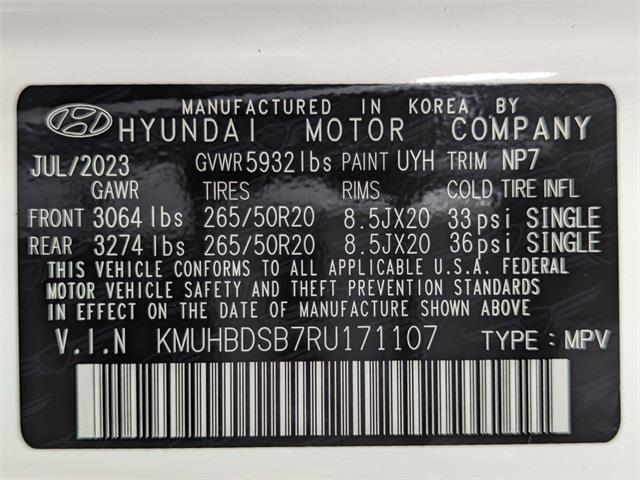 MANUFACTURED IN KOREA BY
HYUNDAI MOTOR COMPANY
JUL/2023 GVWR 5932 lbs PAINT UYH TRIM NP7
GAWR TIRES RIMS COLD TIRE INFL
FRONT 3064 lbs 265/50R20 8.5JX20 33 psi SINGLE
REAR 3274 lbs 265/50R20 8.5JX20 36 psi SINGLE
THIS VEHICLE CONFORMS TO ALL APPLICABLE U.S.A. FEDERAL
MOTOR VEHICLE SAFETY AND THEFT PREVENTION STANDARDS
IN EFFECT ON THE DATE OF MANUFACTURE SHOWN ABOVE.
V.I.N KMUHBDSB7RU171107 TYPE : MPV